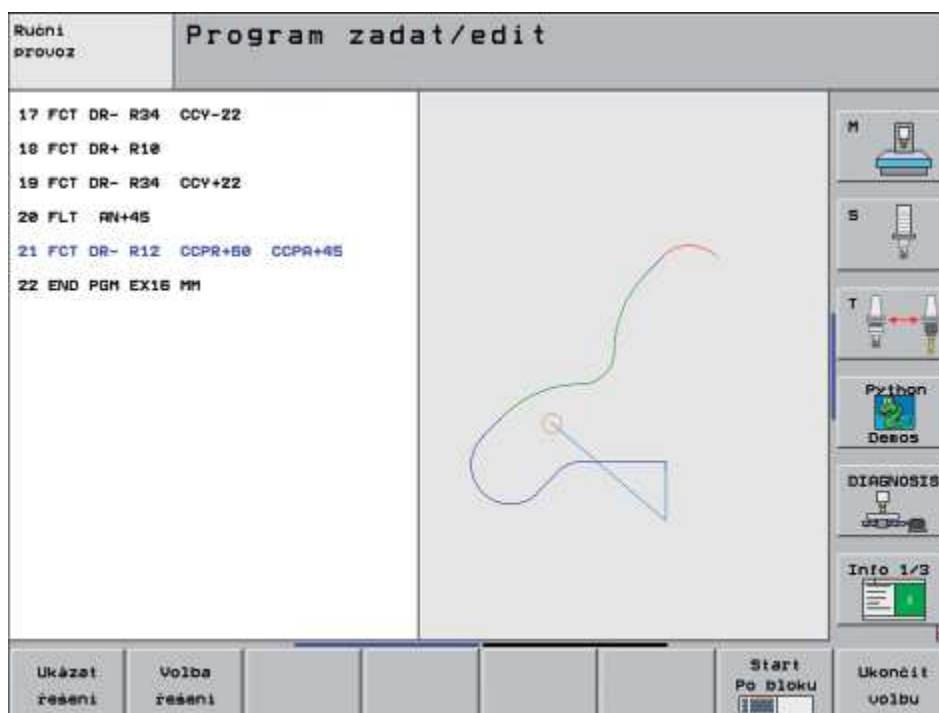 Ruční
provoz
Program zadat/edit
17 FCT DR- R34 CCY-22
18 FCT DR+ R10
19 FCT DR- R34 CCY+22
20 FLT AN+45
21 FCT DR- R12 CCPR+60 CCPA+45
22 END PGM EX16 MM
M
S
T
Python
Demos
DIAGNOSIS
Info 1/3
Ukázat
řešení
Volba
řešení
Start
Po bloku
Ukončit
volbu